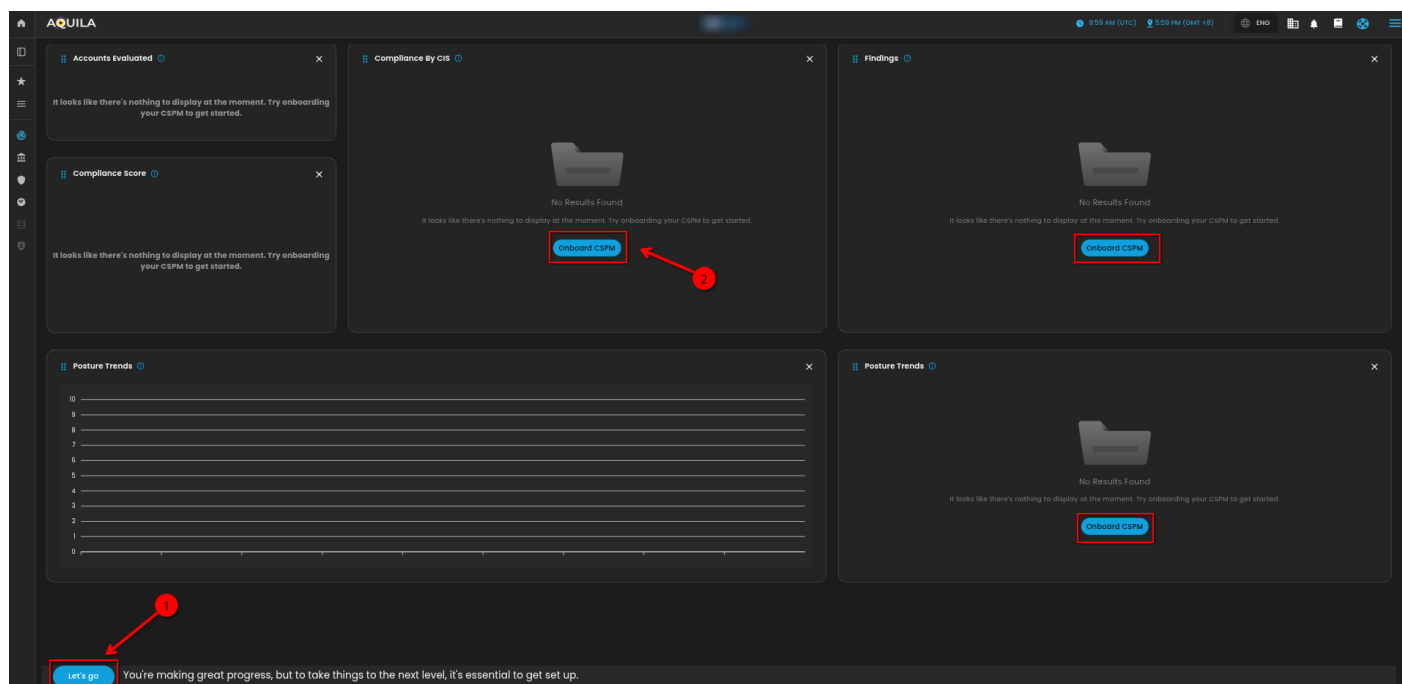 AQUILA
9:59 AM (UTC) 5:59 PM (GMT +8) ENG
Accounts Evaluated
It looks like there's nothing to display at the moment. Try onboarding
your CSPM to get started.
Compliance Score
It looks like there's nothing to display at the moment. Try onboarding
your CSPM to get started.
Compliance By CIS
No Results Found
It looks like there's nothing to display at the moment. Try onboarding your CSPM to get started.
Onboard CSPM
2
Findings
No Results Found
It looks like there's nothing to display at the moment. Try onboarding your CSPM to get started.
Onboard CSPM
Posture Trends
10
9
8
7
6
5
4
3
2
1
0
Posture Trends
No Results Found
It looks like there's nothing to display at the moment. Try onboarding your CSPM to get started.
Onboard CSPM
1
Let's go You're making great progress, but to take things to the next level, it's essential to get set up.